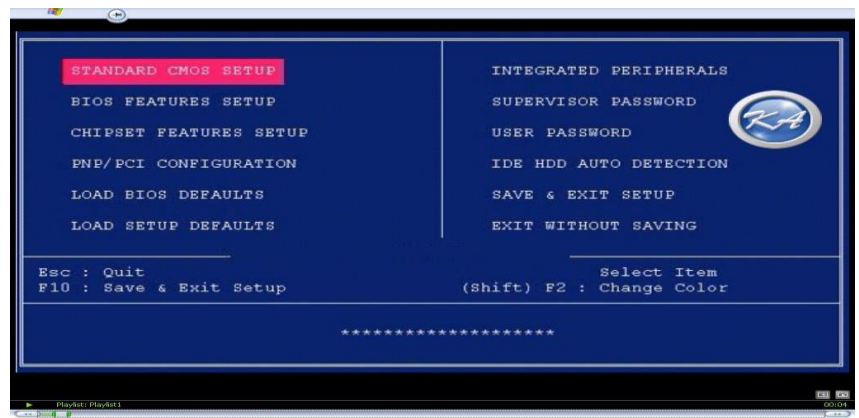 STANDARD CMOS SETUP
BIOS FEATURES SETUP
CHIPSET FEATURES SETUP
PNP/PCI CONFIGURATION
LOAD BIOS DEFAULTS
LOAD SETUP DEFAULTS
INTEGRATED PERIPHERALS
SUPERVISOR PASSWORD
USER PASSWORD
IDE HDD AUTO DETECTION
SAVE & EXIT SETUP
EXIT WITHOUT SAVING
KA
Esc : Quit
F10 : Save & Exit Setup
Select Item
(Shift) F2 : Change Color
********************
Playlist: Playlist1
00:04